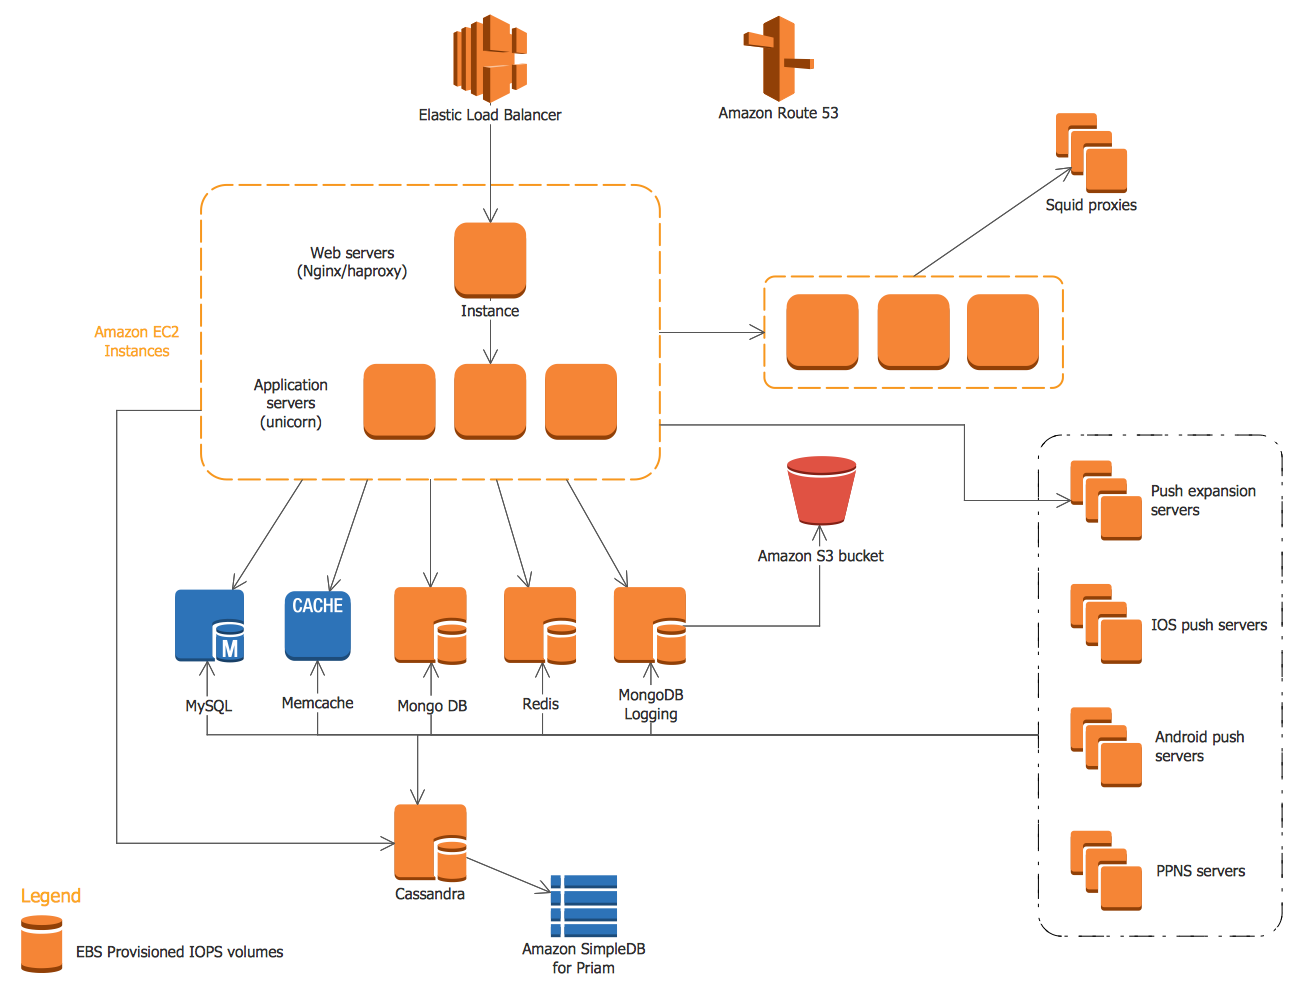 Elastic Load Balancer
Amazon Route 53
Squid proxies
Web servers
(Nginx/haproxy)
Instance
Amazon EC2
Instances
Application
servers
(unicorn)
Push expansion
servers
Amazon S3 bucket
CACHE
M
IOS push servers
MySQL
Memcache
Mongo DB
Redis
MongoDB
Logging
Android push
servers
PPNS servers
Cassandra
Legend
EBS Provisioned IOPS volumes
Amazon SimpleDB
for Priam